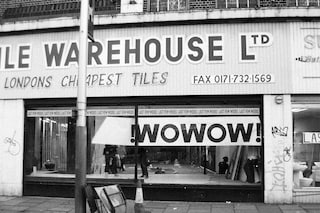 ILE WAREHOUSE LTD
LONDONS CHEAPEST TILES
FAX 0171·732·1569
!WOWOW!